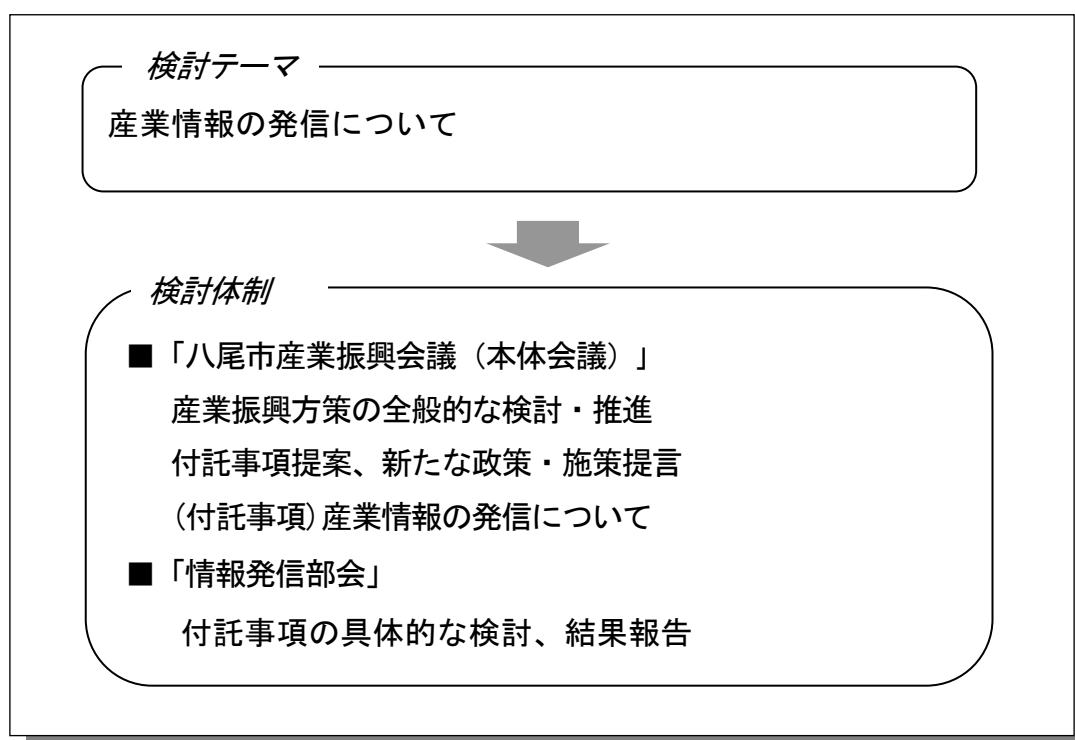 検討テーマ
産業情報の発信について
検討体制
■「八尾市産業振興会議（本体会議）」
産業振興方策の全般的な検討・推進
付託事項提案、新たな政策・施策提言
(付託事項)産業情報の発信について
■「情報発信部会」
付託事項の具体的な検討、結果報告